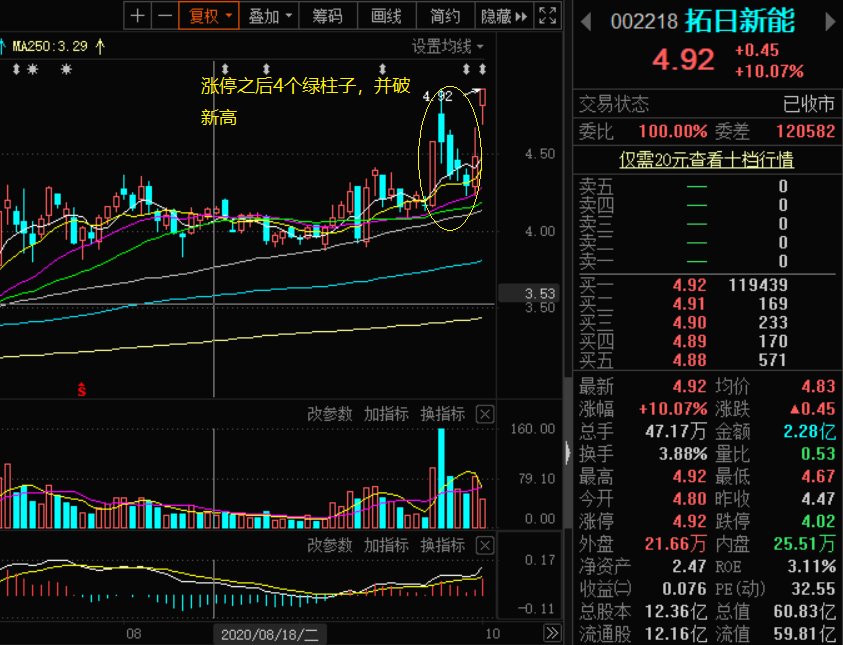 复权 叠加 筹码 画线 简约 隐藏
MA250:3.29
设置均线
涨停之后4个绿柱子，并破
新高
4.92
4.50
4.00
3.53
3.50
ŝ
改参数 加指标 换指标
160.00
79.10
0.00
改参数 加指标 换指标
0.17
-0.11
08 2020/08/18/二 10
002218 拓日新能
4.92 +0.45
+10.07%
交易状态 已收市
委比 100.00% 委差 120582
仅需20元查看十档行情
卖五 — 0
卖四 — 0
卖三 — 0
卖二 — 0
卖一 — 0
买一 4.92 119439
买二 4.91 169
买三 4.90 233
买四 4.89 170
买五 4.88 571
最新 4.92 均价 4.83
涨幅 +10.07% 涨跌 ▲0.45
总手 47.17万 金额 2.28亿
换手 3.88% 量比 0.53
最高 4.92 最低 4.67
今开 4.80 昨收 4.47
涨停 4.92 跌停 4.02
外盘 21.66万 内盘 25.51万
净资产 2.47 ROE 3.11%
收益㈡ 0.076 PE(动) 32.55
总股本 12.36亿 总值 60.83亿
流通股 12.16亿 流值 59.81亿